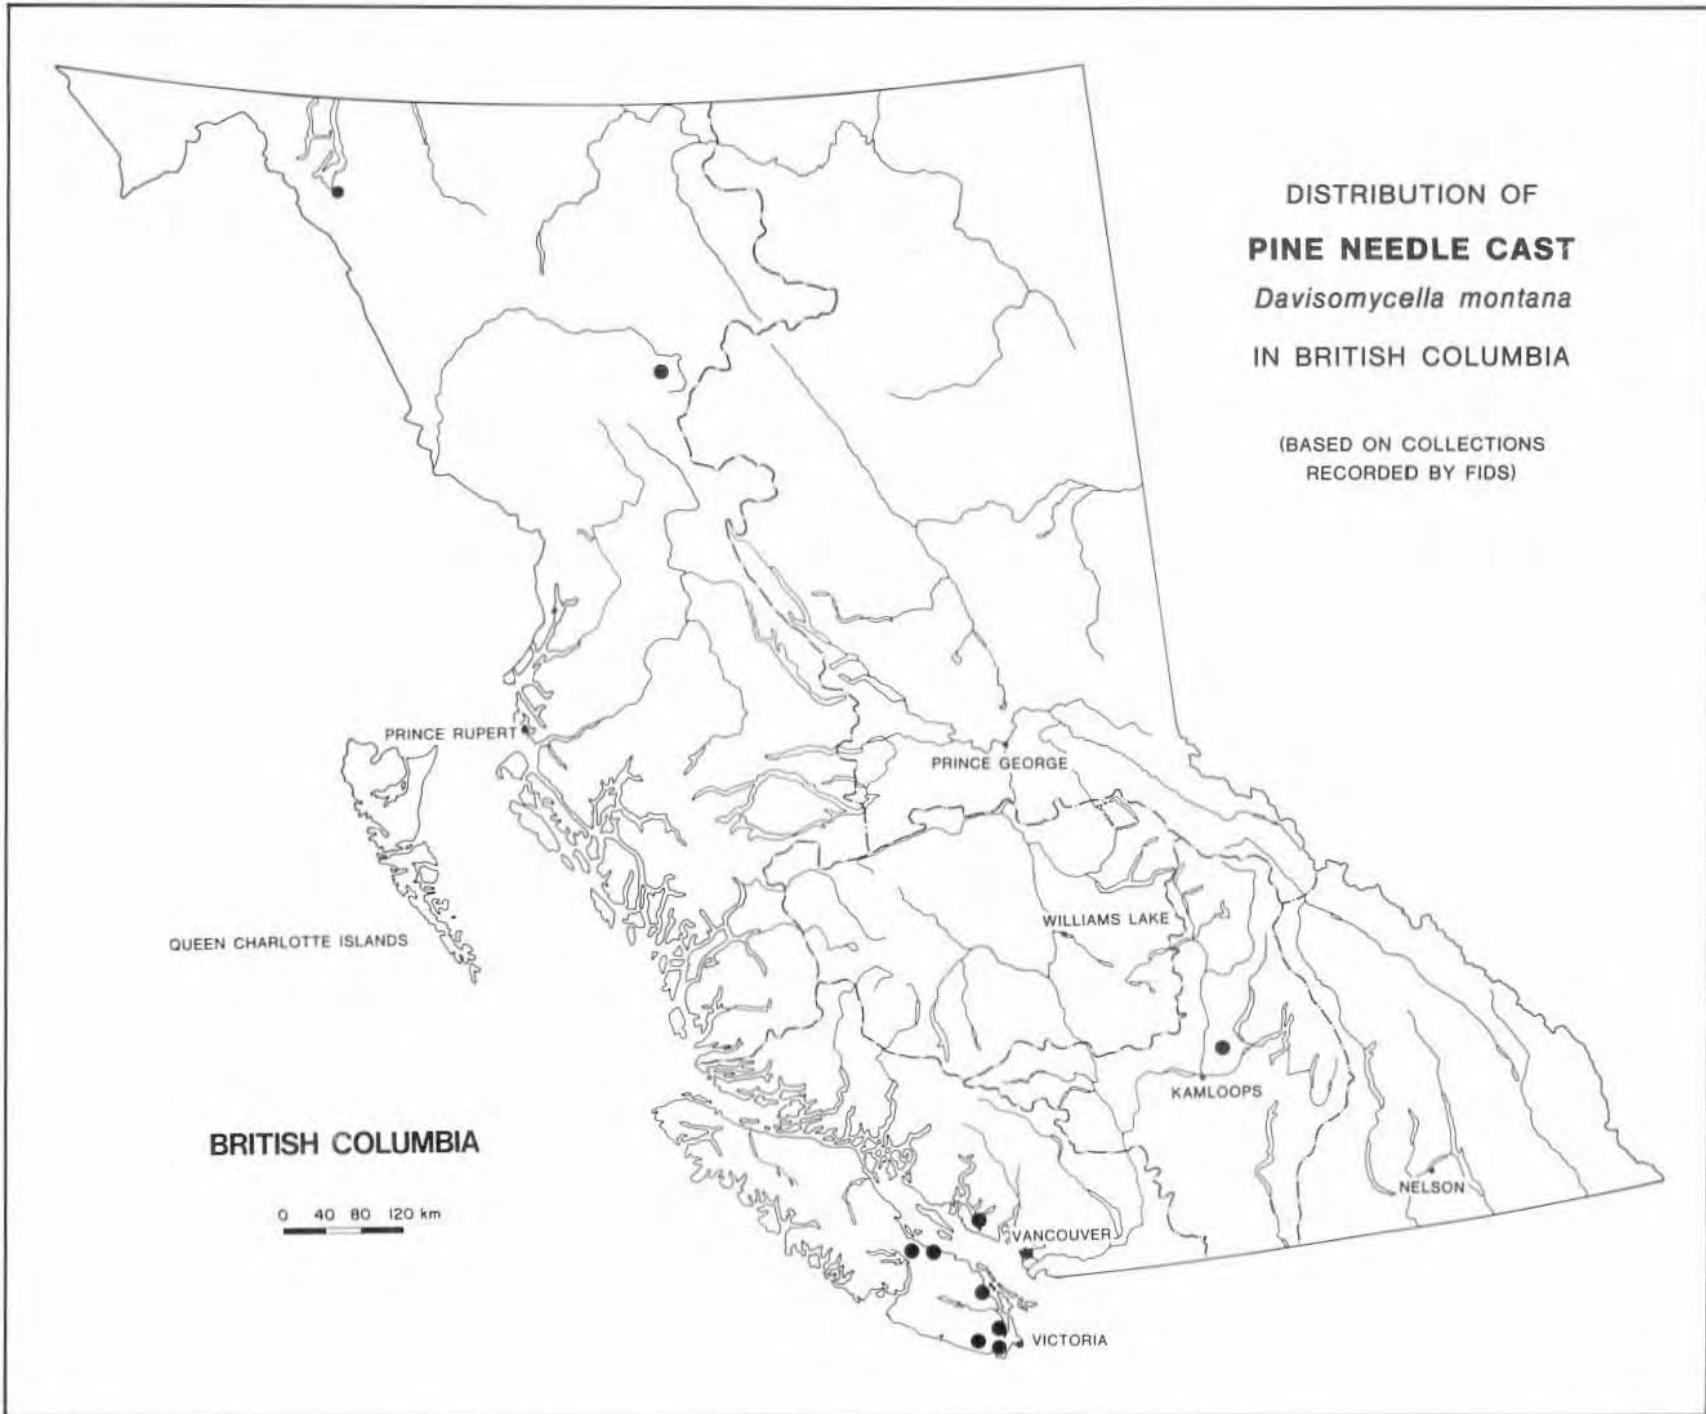 DISTRIBUTION OF
PINE NEEDLE CAST
Davisomycella montana
IN BRITISH COLUMBIA
(BASED ON COLLECTIONS
RECORDED BY FIDS)
PRINCE RUPERT
PRINCE GEORGE
QUEEN CHARLOTTE ISLANDS
WILLIAMS LAKE
KAMLOOPS
BRITISH COLUMBIA
NELSON
0 40 80 120 km
VANCOUVER
VICTORIA